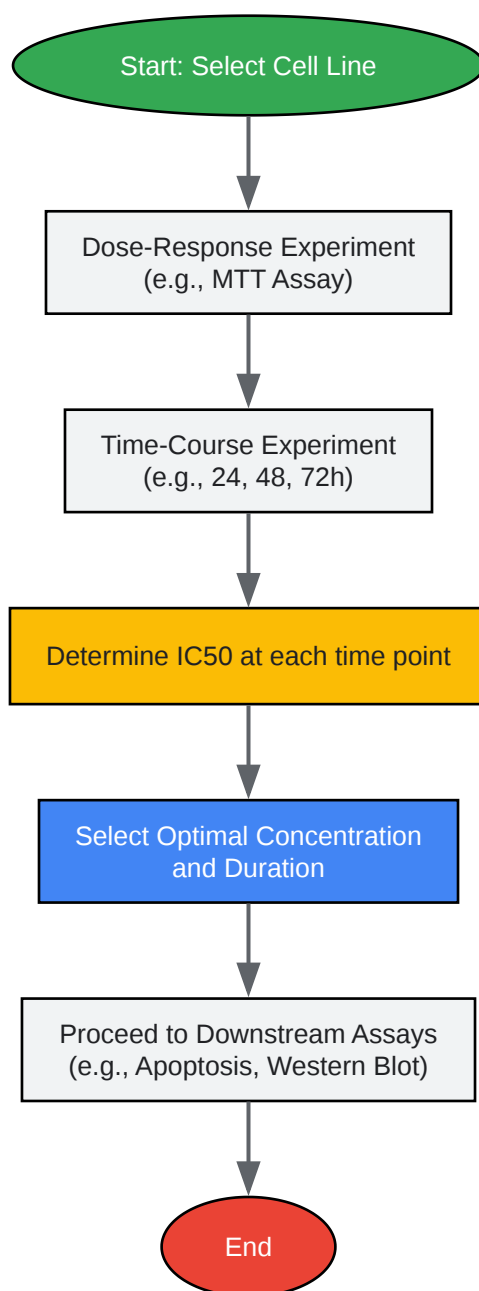 Start: Select Cell Line
Dose-Response Experiment
(e.g., MTT Assay)
Time-Course Experiment
(e.g., 24, 48, 72h)
Determine IC50 at each time point
Select Optimal Concentration
and Duration
Proceed to Downstream Assays
(e.g., Apoptosis, Western Blot)
End